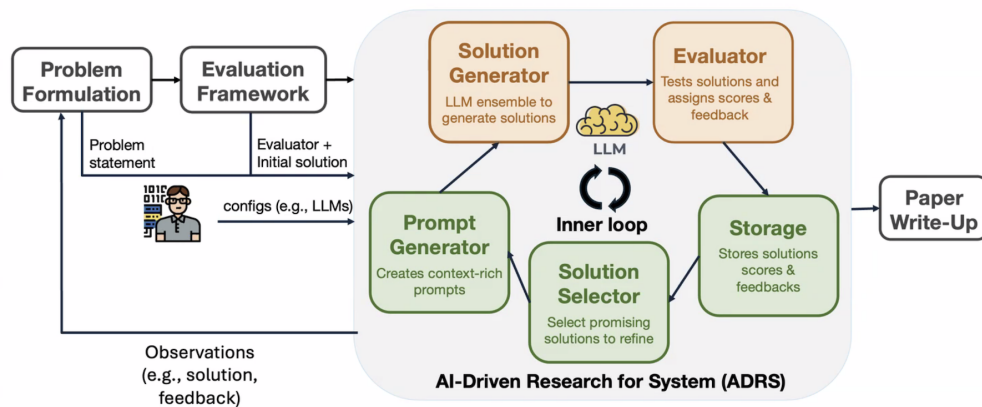 Problem
Formulation
Evaluation
Framework
Problem
statement
Evaluator +
Initial solution
configs (e.g., LLMs)
1010
010
Observations
(e.g., solution,
feedback)
Solution
Generator
LLM ensemble to
generate solutions
Evaluator
Tests solutions and
assigns scores &
feedback
LLM
Inner loop
Prompt
Generator
Creates context-rich
prompts
Solution
Selector
Select promising
solutions to refine
Storage
Stores solutions
scores &
feedbacks
AI-Driven Research for System (ADRS)
Paper
Write-Up